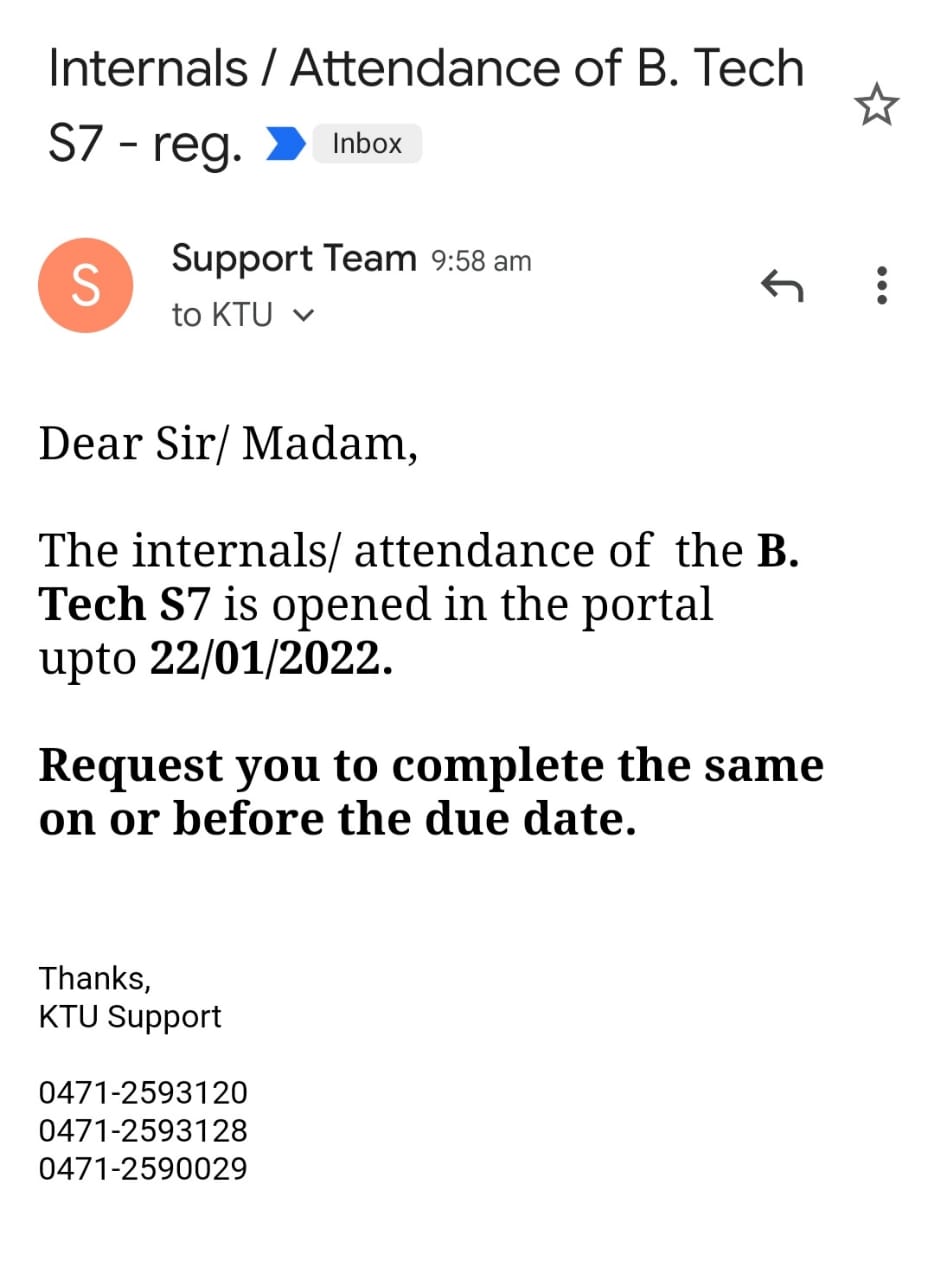 Internals / Attendance of B. Tech
S7 - reg. Inbox
S
Support Team 9:58 am
to KTU
Dear Sir/ Madam,
The internals/ attendance of the B.
Tech S7 is opened in the portal
upto 22/01/2022.
Request you to complete the same
on or before the due date.
Thanks,
KTU Support
0471-2593120
0471-2593128
0471-2590029